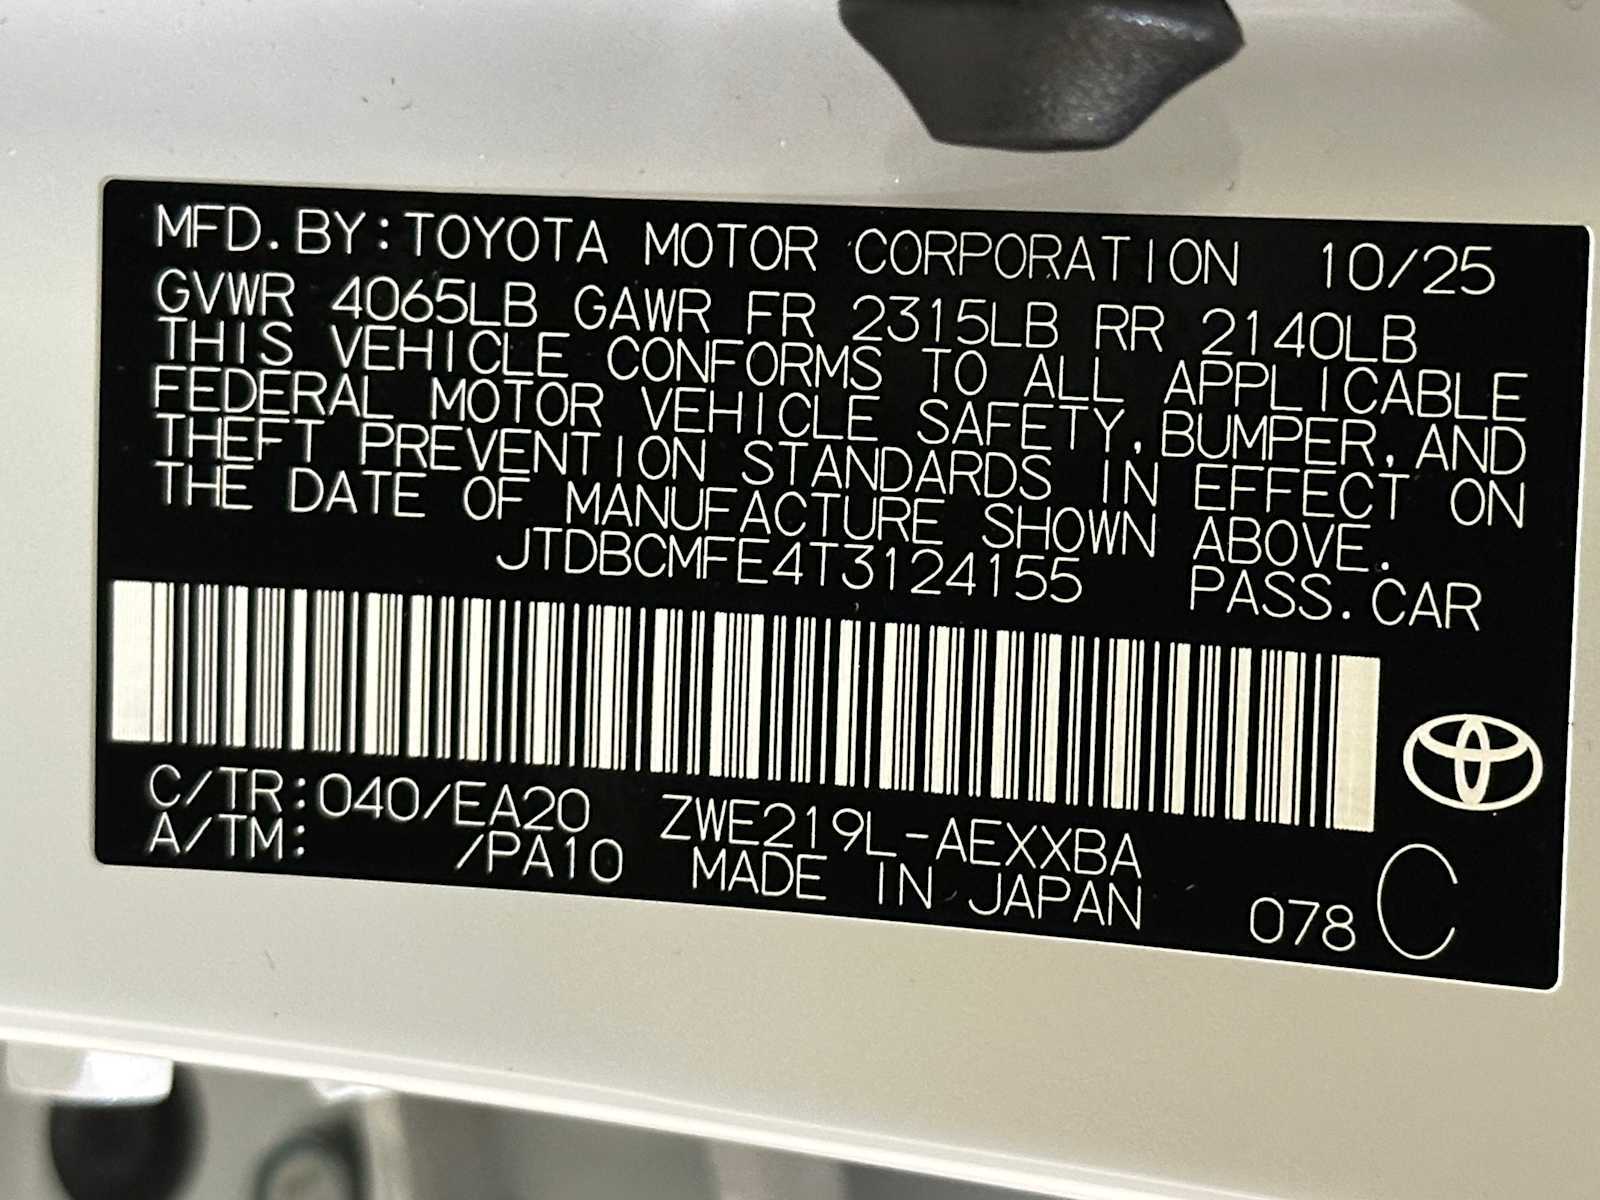 MFD. BY: TOYOTA MOTOR CORPORATION 10/25
GVWR 4065LB GAWR FR 2315LB RR 2140LB
THIS VEHICLE CONFORMS TO ALL APPLICABLE
FEDERAL MOTOR VEHICLE SAFETY, BUMPER, AND
THEFT PREVENTION STANDARDS IN EFFECT ON
THE DATE OF MANUFACTURE SHOWN ABOVE.
JTDBCMFE4T3124155 PASS. CAR
C/TR: 040/EA20 ZWE219L-AEXXBA
A/TM: /PA10 MADE IN JAPAN 078 C